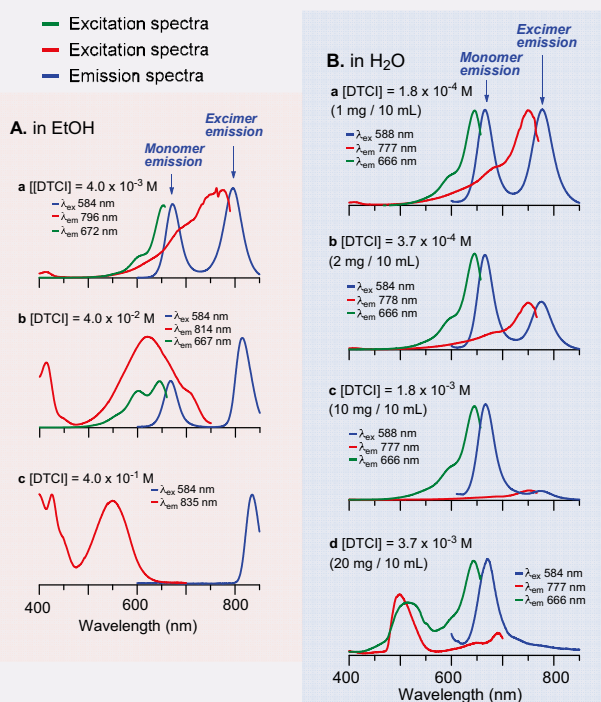 Excitation spectra
Excitation spectra
Emission spectra
A. in EtOH
Monomer
emission
Excimer
emission
a [[DTCI] = 4.0 x 10⁻³ M
λex 584 nm
λem 796 nm
λem 672 nm
b [DTCI] = 4.0 x 10⁻² M
λex 584 nm
λem 814 nm
λem 667 nm
c [DTCI] = 4.0 x 10⁻¹ M
λex 584 nm
λem 835 nm
400 600 800
Wavelength (nm)
B. in H2O
Monomer
emission
Excimer
emission
a [DTCI] = 1.8 x 10⁻⁴ M
(1 mg / 10 mL)
λex 588 nm
λem 777 nm
λem 666 nm
b [DTCI] = 3.7 x 10⁻⁴ M
(2 mg / 10 mL)
λex 584 nm
λem 778 nm
λem 666 nm
c [DTCI] = 1.8 x 10⁻³ M
(10 mg / 10 mL)
λex 588 nm
λem 777 nm
λem 666 nm
d [DTCI] = 3.7 x 10⁻³ M
(20 mg / 10 mL)
λex 584 nm
λem 777 nm
λem 666 nm
400 600 800
Wavelength (nm)